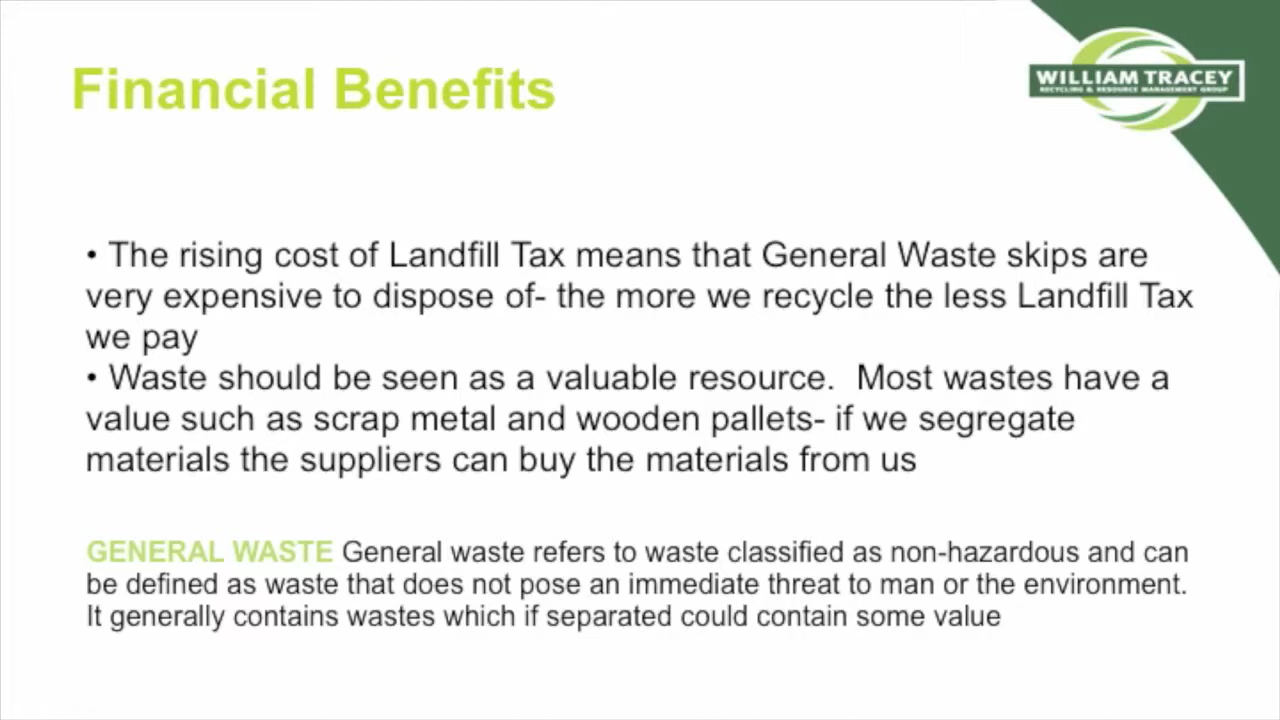 Financial Benefits
WILLIAM TRACEY
RECYCLING & RESOURCE MANAGEMENT GROUP
• The rising cost of Landfill Tax means that General Waste skips are
very expensive to dispose of- the more we recycle the less Landfill Tax
we pay
• Waste should be seen as a valuable resource.  Most wastes have a
value such as scrap metal and wooden pallets- if we segregate
materials the suppliers can buy the materials from us
GENERAL WASTE General waste refers to waste classified as non-hazardous and can
be defined as waste that does not pose an immediate threat to man or the environment.
It generally contains wastes which if separated could contain some value